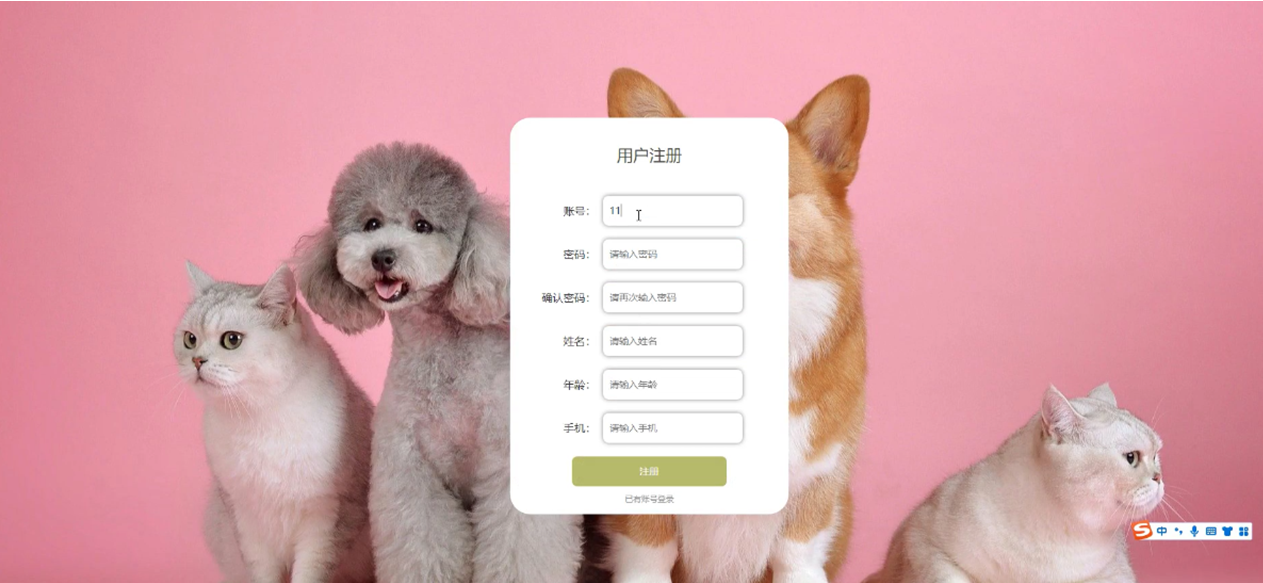 用户注册
账号： 11
密码： 请输入密码
确认密码： 请再次输入密码
姓名： 请输入姓名
年龄： 请输入年龄
手机： 请输入手机
注册
已有账号登录
S 中